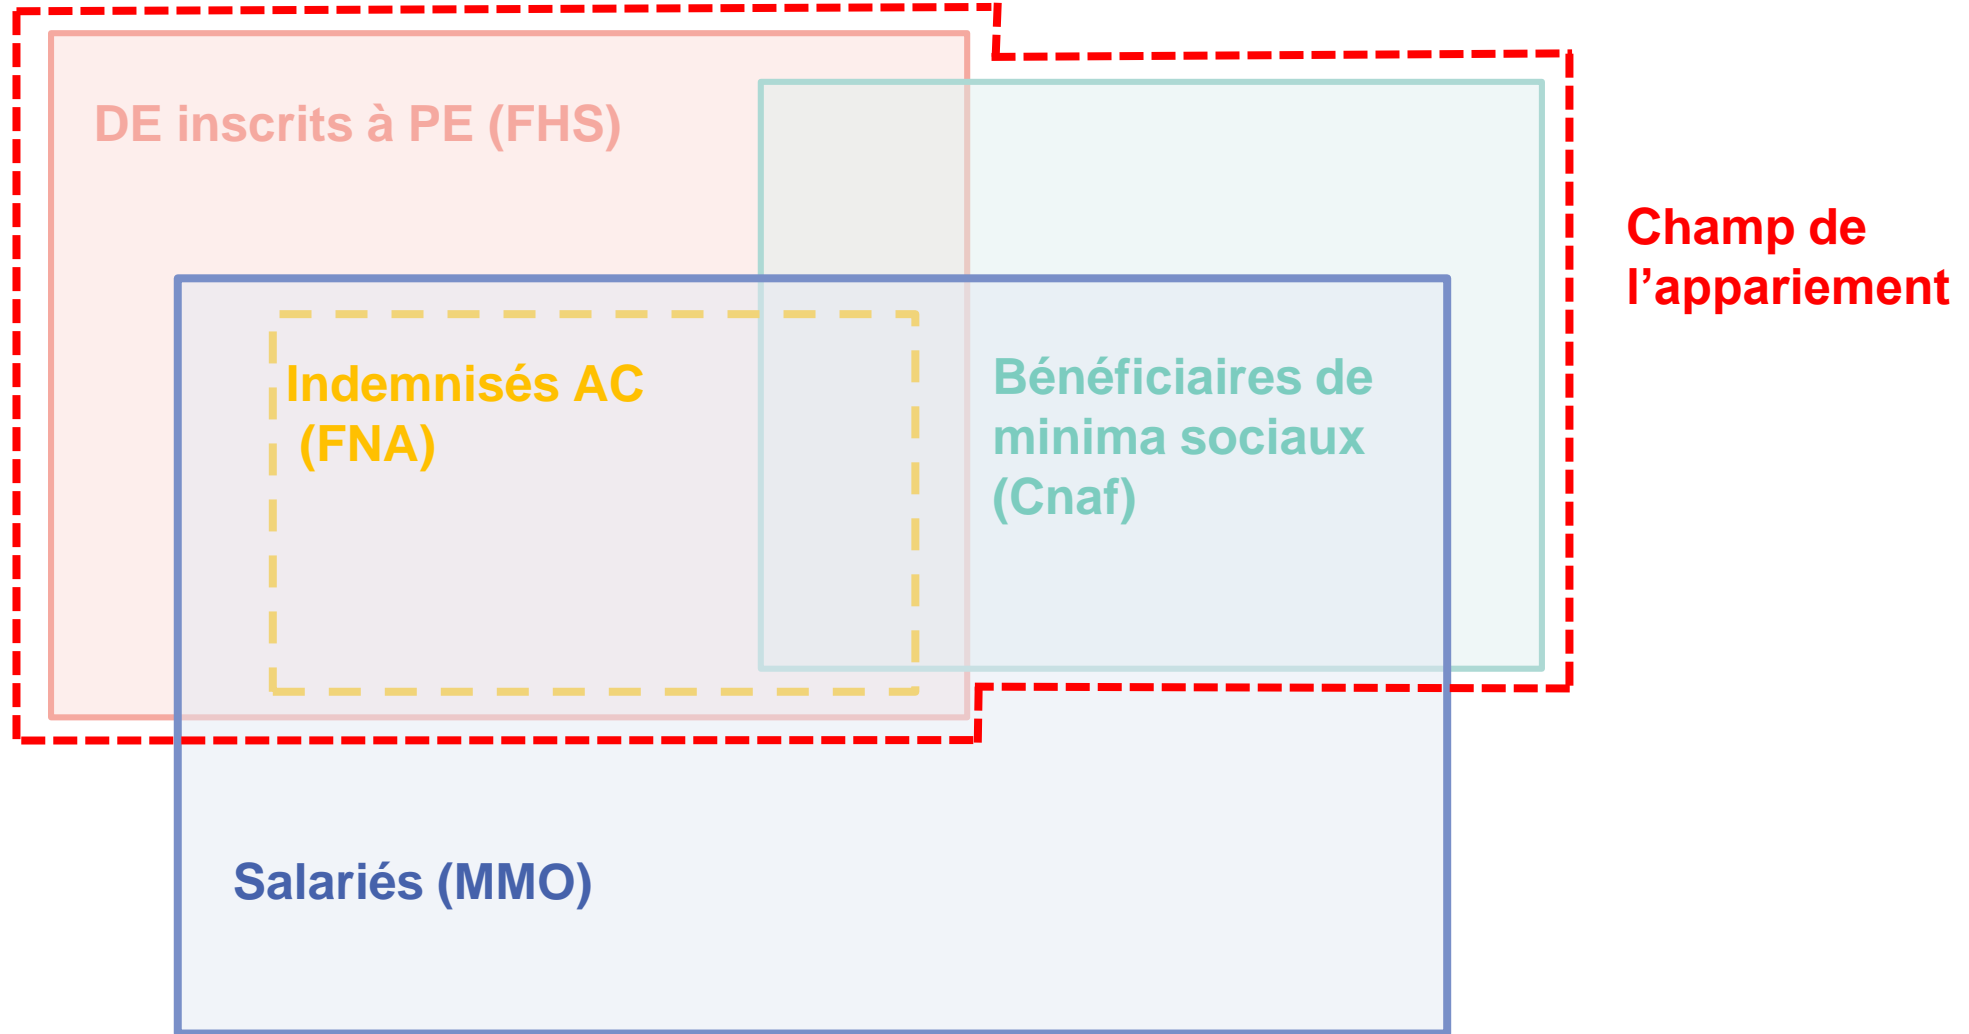 DE inscrits à PE (FHS)
Champ de
l’appariement
Indemnisés AC
(FNA)
Bénéficiaires de
minima sociaux
(Cnaf)
Salariés (MMO)